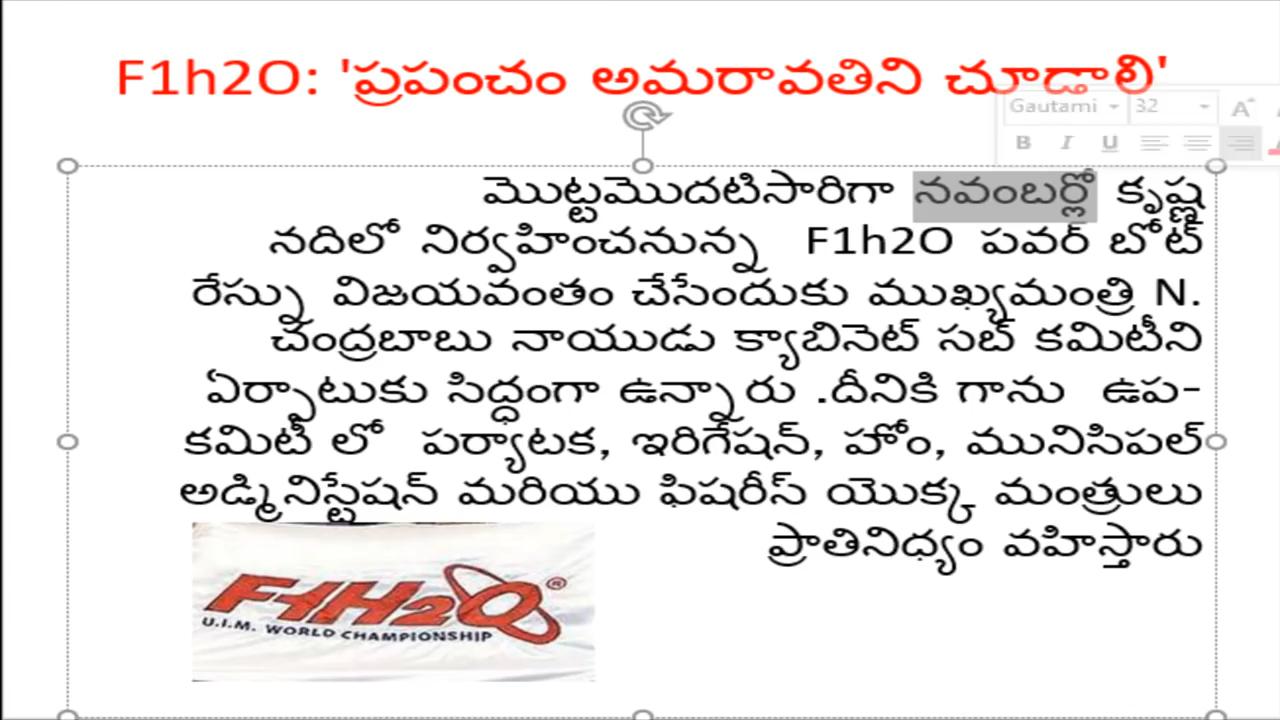 F1h2O: 'ప్రపంచం అమరావతిని చూడాలి'
Gautami 32 A
B I U A
మొట్టమొదటిసారిగా నవంబర్లో కృష్ణ
నదిలో నిర్వహించనున్న F1h2O పవర్ బోట్
రేస్ను విజయవంతం చేసేందుకు ముఖ్యమంత్రి N.
చంద్రబాబు నాయుడు క్యాబినెట్ సబ్ కమిటీని
ఏర్పాటుకు సిద్ధంగా ఉన్నారు .దీనికి గాను ఉప-
కమిటీ లో పర్యాటక, ఇరిగేషన్, హోం, మునిసిపల్
అడ్మినిస్టేషన్ మరియు ఫిషరీస్ యొక్క మంత్రులు
ప్రాతినిధ్యం వహిస్తారు
F1H2O ®
U.I.M. WORLD CHAMPIONSHIP